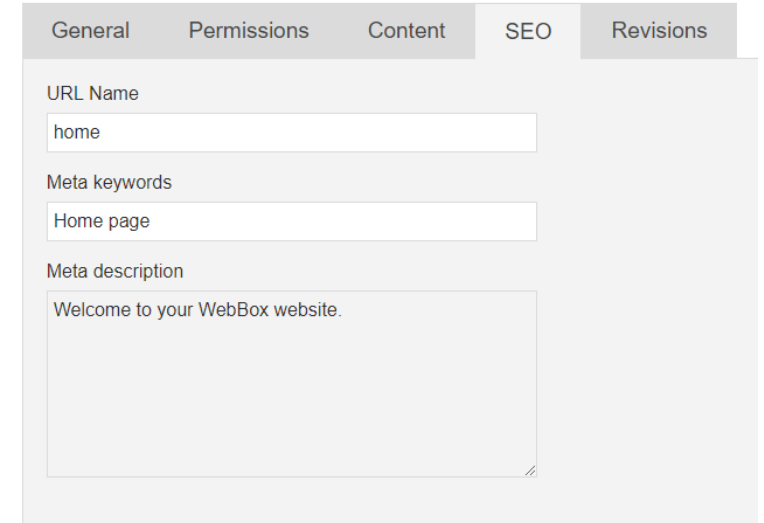 General Permissions Content SEO Revisions
URL Name
home
Meta keywords
Home page
Meta description
Welcome to your WebBox website.